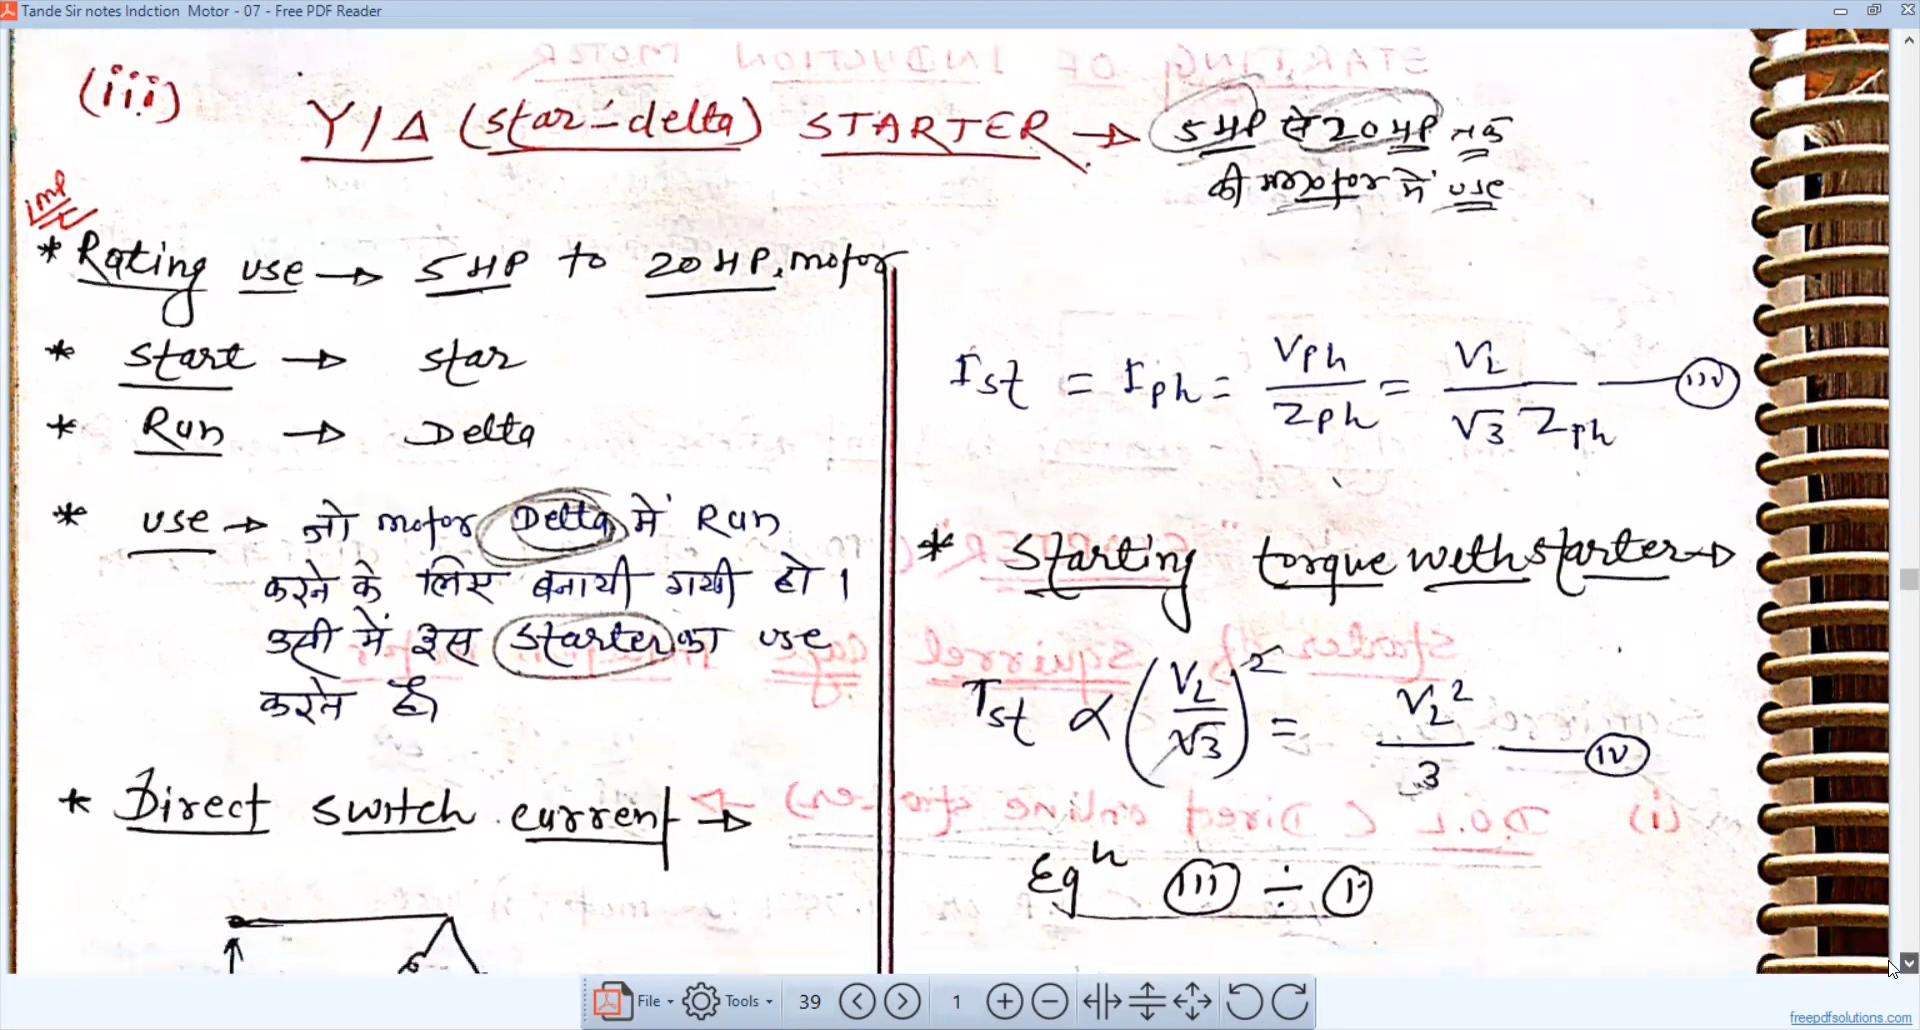 Tande Sir notes Indction Motor - 07 - Free PDF Reader
(iii)
Y/Δ (star-delta) STARTER → 5HP से 20HP तक
की motor में use
Imp
* Rating use → 5HP to 20HP motor
* Start → star
* Run → Delta
* use → जो motor Delta में Run
करने के लिए बनायी गयी हो।
उसी में इस starter का use
करते है
* Direct switch current →
Ist = Iph = Vph/Zph = VL/√3 Zph — (iii)
* Starting torque with starter →
Tst ∝ (VL/√3)² = VL²/3 — (iv)
Eqn (iii) ÷ (i)
File Tools 39 1
freepdfsolutions.com